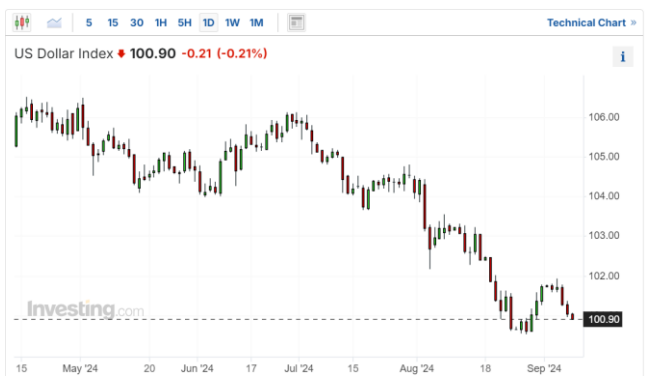 5 15 30 1H 5H 1D 1W 1M Technical Chart »
US Dollar Index 100.90 -0.21 (-0.21%)
i
106.00
105.00
104.00
103.00
102.00
Investing.com
100.90
15 May '24 20 Jun '24 17 Jul '24 15 Aug '24 18 Sep '24